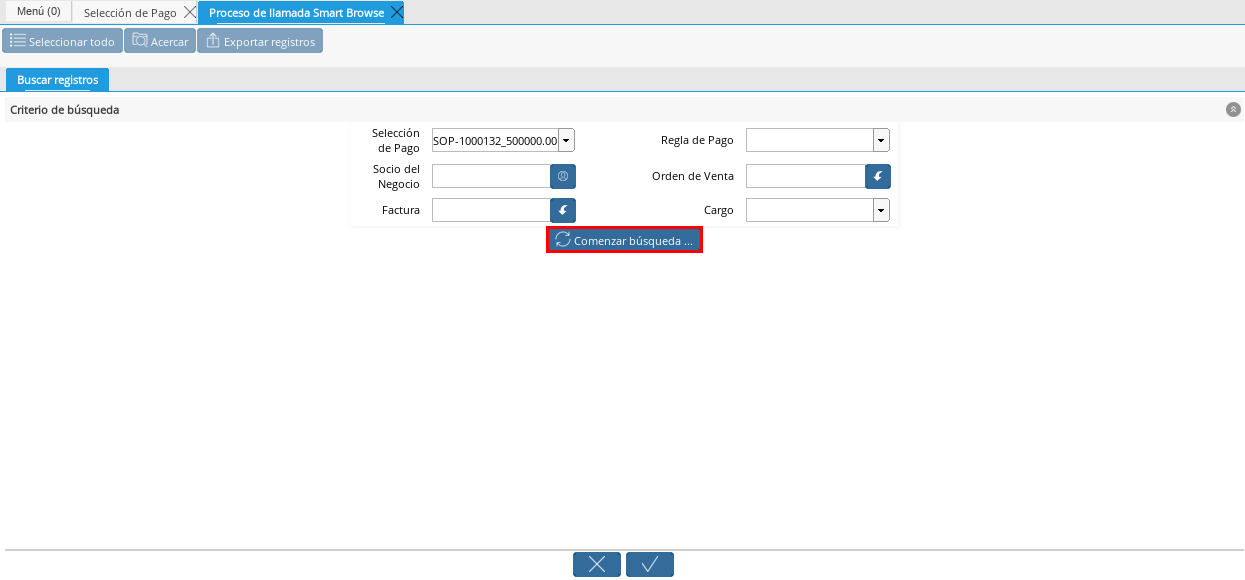 Menú (0) Selección de Pago Proceso de llamada Smart Browse
Seleccionar todo Acercar Exportar registros
Buscar registros
Criterio de búsqueda
Selección de Pago SOP-1000132_500000.00 Regla de Pago
Socio del Negocio Orden de Venta
Factura Cargo
Comenzar búsqueda ...